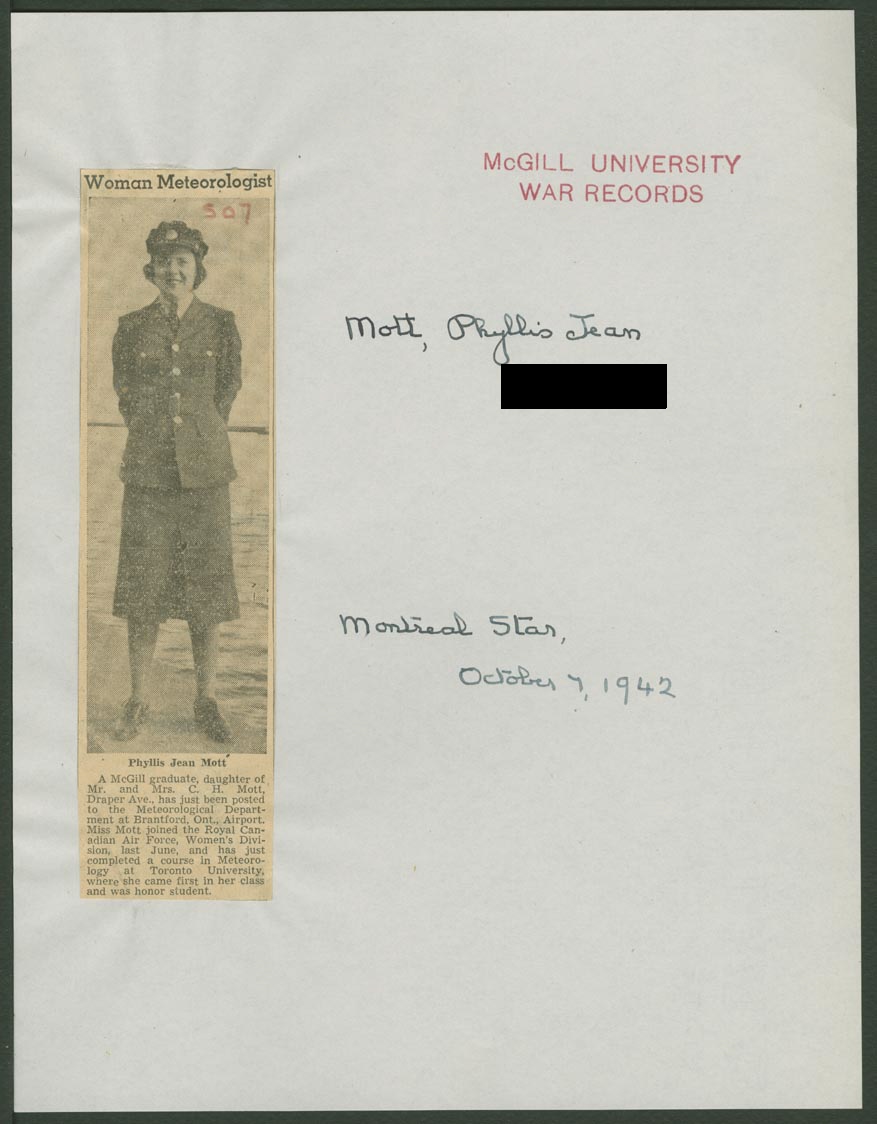 McGILL UNIVERSITY
WAR RECORDS
Woman Meteorologist
507
Mott, Phyllis Jean
Montreal Star,
October 7, 1942
Phyllis Jean Mott
A McGill graduate, daughter of
Mr. and Mrs. C. H. Mott,
Draper Ave., has just been posted
to the Meteorological Depart-
ment at Brantford, Ont., Airport.
Miss Mott joined the Royal Can-
adian Air Force, Women's Divi-
sion, last June, and has just
completed a course in Meteoro-
logy at Toronto University,
where she came first in her class
and was honor student.